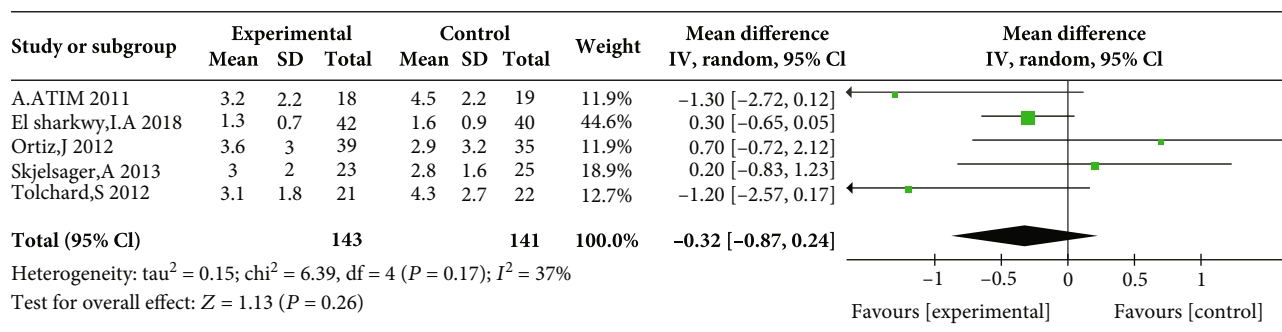 Study or subgroup Experimental Control Weight Mean difference Mean difference
Mean SD Total Mean SD Total IV, random, 95% Cl IV, random, 95% Cl
A.ATIM 2011 3.2 2.2 18 4.5 2.2 19 11.9% –1.30 [–2.72, 0.12]
El sharkwy,I.A 2018 1.3 0.7 42 1.6 0.9 40 44.6% 0.30 [–0.65, 0.05]
Ortiz,J 2012 3.6 3 39 2.9 3.2 35 11.9% 0.70 [–0.72, 2.12]
Skjelsager,A 2013 3 2 23 2.8 1.6 25 18.9% 0.20 [–0.83, 1.23]
Tolchard,S 2012 3.1 1.8 21 4.3 2.7 22 12.7% –1.20 [–2.57, 0.17]
Total (95% Cl) 143 141 100.0% –0.32 [–0.87, 0.24]
Heterogeneity: tau² = 0.15; chi² = 6.39, df = 4 (P = 0.17); I² = 37%
Test for overall effect: Z = 1.13 (P = 0.26)
–1 –0.5 0 0.5 1
Favours [experimental] Favours [control]